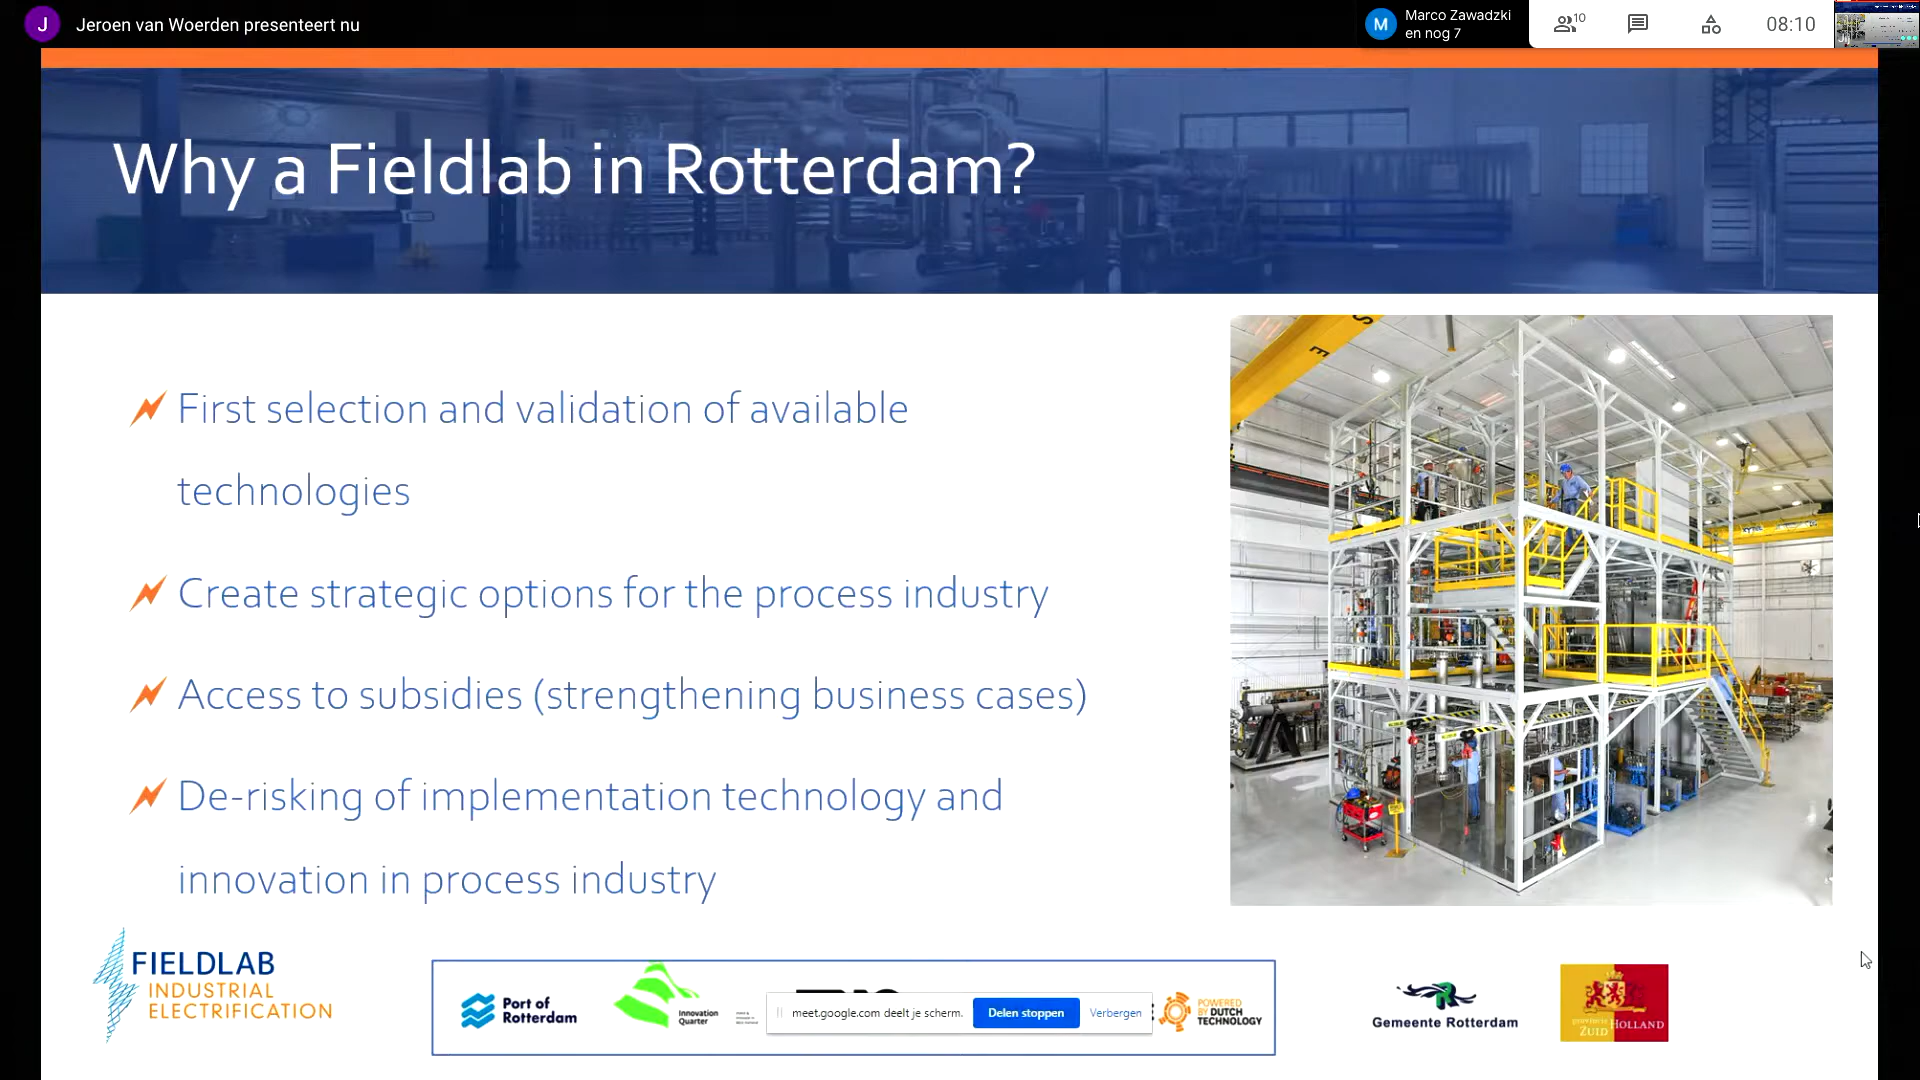 J
Jeroen van Woerden presenteert nu
M
Marco Zawadzki
en nog 7
10
08:10
Why a Fieldlab in Rotterdam?
First selection and validation of available
technologies
Create strategic options for the process industry
Access to subsidies (strengthening business cases)
De-risking of implementation technology and
innovation in process industry
FIELDLAB
INDUSTRIAL
ELECTRIFICATION
Port of
Rotterdam
Innovation
Quarter
meet.google.com deelt je scherm.
Delen stoppen
Verbergen
POWERED
BY DUTCH
TECHNOLOGY
Gemeente Rotterdam
provincie
ZUID HOLLAND